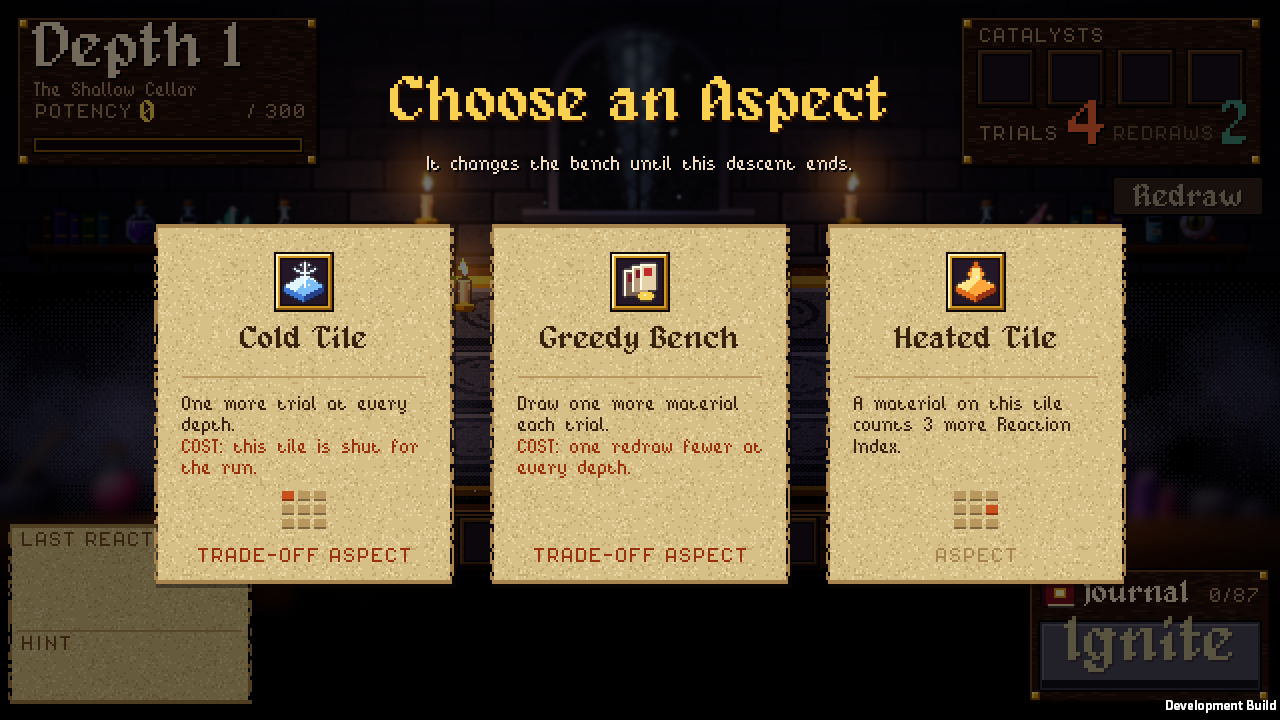 Depth 1
The Shallow Cellar
POTENCY 0 / 300
CATALYSTS
TRIALS 4 REDRAWS 2
Redraw
Choose an Aspect
It changes the bench until this descent ends.
Cold Tile
One more trial at every
depth.
COST: this tile is shut for
the run.
TRADE-OFF ASPECT
Greedy Bench
Draw one more material
each trial.
COST: one redraw fewer at
every depth.
TRADE-OFF ASPECT
Heated Tile
A material on this tile
counts 3 more Reaction
Index.
ASPECT
LAST REACT
HINT
Journal 0/87
Ignite
Development Build